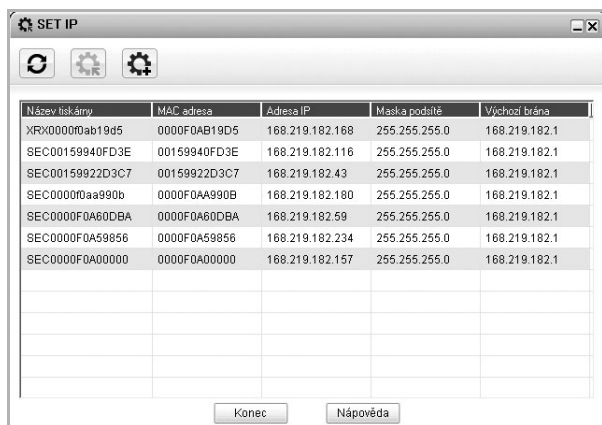 SET IP
Název tiskárny MAC adresa Adresa IP Maska podsítě Výchozí brána
XRX0000f0ab19d5 0000F0AB19D5 168.219.182.168 255.255.255.0 168.219.182.1
SEC00159940FD3E 00159940FD3E 168.219.182.116 255.255.255.0 168.219.182.1
SEC00159922D3C7 00159922D3C7 168.219.182.43 255.255.255.0 168.219.182.1
SEC0000f0aa990b 0000F0AA990B 168.219.182.180 255.255.255.0 168.219.182.1
SEC0000F0A60DBA 0000F0A60DBA 168.219.182.59 255.255.255.0 168.219.182.1
SEC0000F0A59856 0000F0A59856 168.219.182.234 255.255.255.0 168.219.182.1
SEC0000F0A00000 0000F0A00000 168.219.182.157 255.255.255.0 168.219.182.1
Konec Nápověda